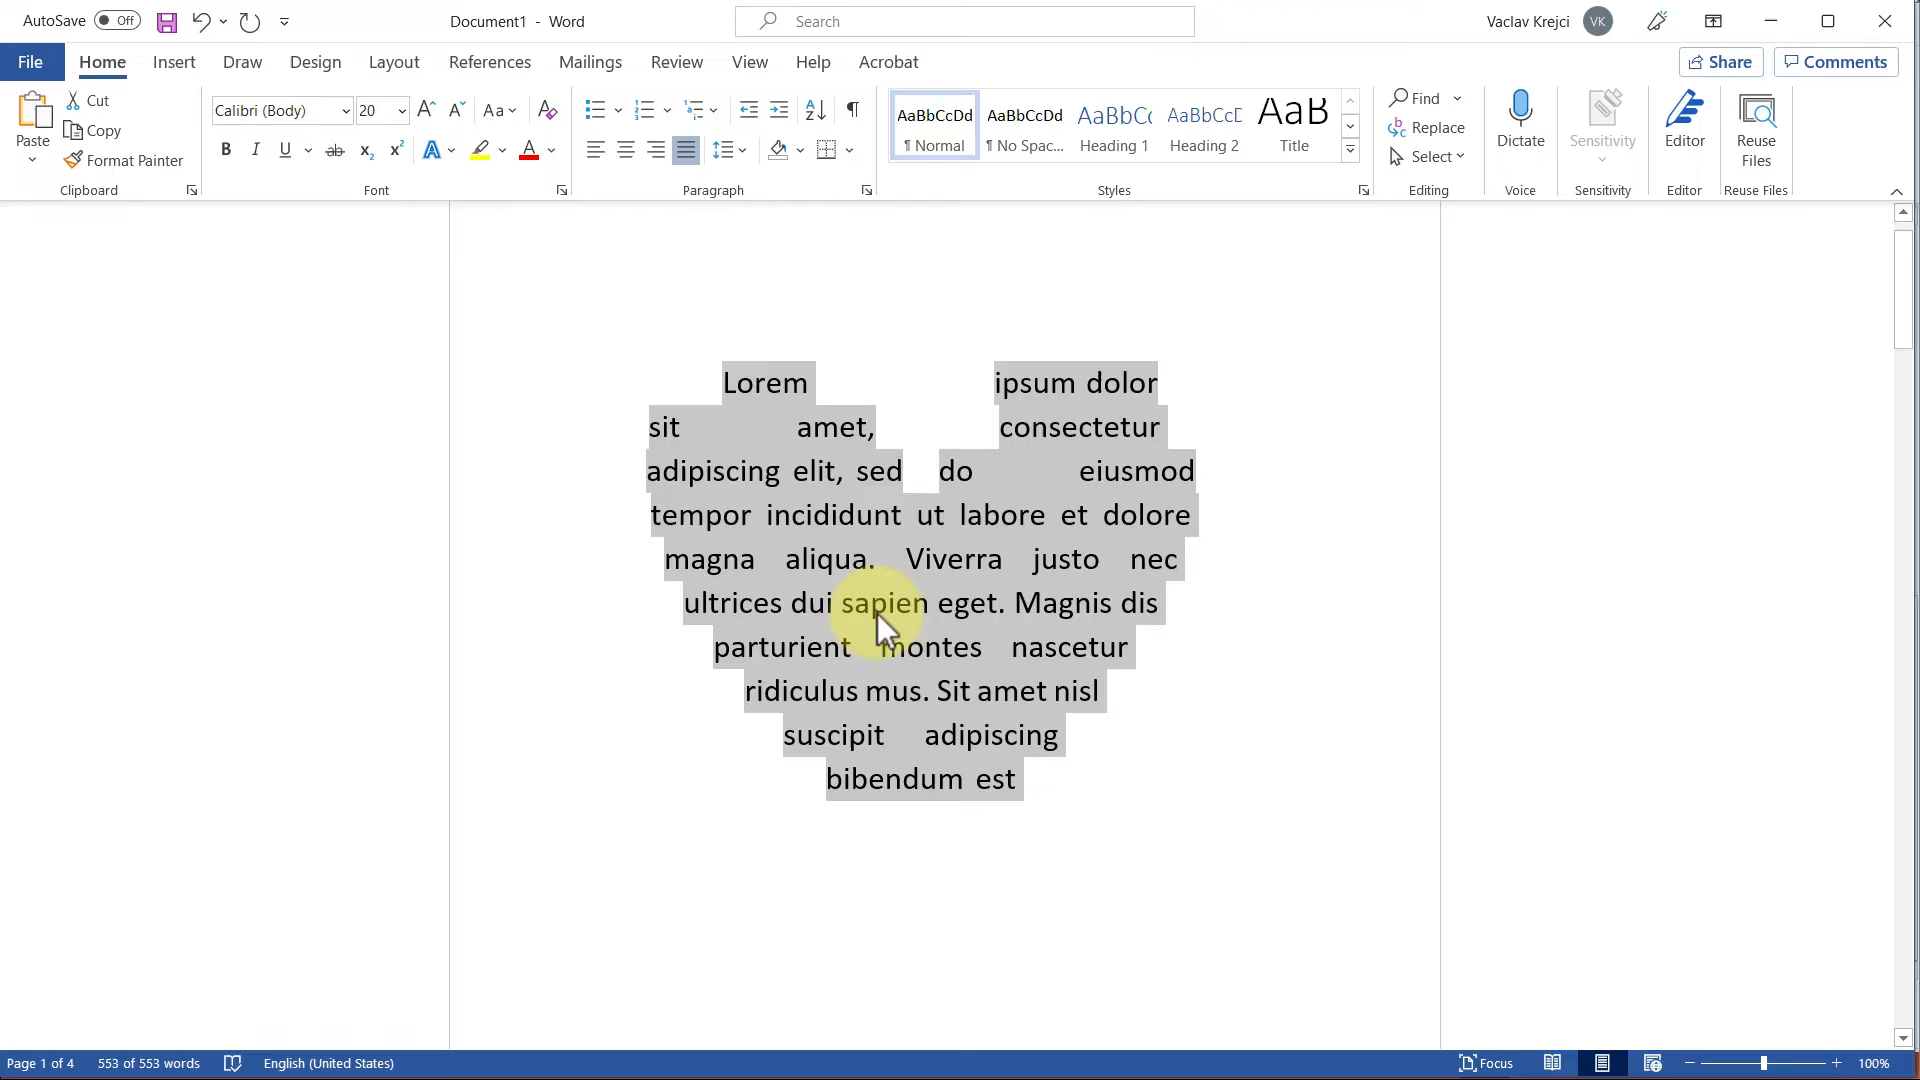 AutoSave Off Document1 - Word Search Vaclav Krejci VK
File Home Insert Draw Design Layout References Mailings Review View Help Acrobat Share Comments
Paste
Cut
Copy
Format Painter
Clipboard
Calibri (Body) 20 Aa
B I U ab x₂ x² A A
Font
Paragraph
AaBbCcDd AaBbCcDd AaBbCc AaBbCcD AaB
¶ Normal ¶ No Spac... Heading 1 Heading 2 Title
Styles
Find
Replace
Select
Editing
Dictate
Voice
Sensitivity
Sensitivity
Editor
Editor
Reuse
Files
Reuse Files
Lorem ipsum dolor
sit amet, consectetur
adipiscing elit, sed do eiusmod
tempor incididunt ut labore et dolore
magna aliqua. Viverra justo nec
ultrices dui sapien eget. Magnis dis
parturient montes nascetur
ridiculus mus. Sit amet nisl
suscipit adipiscing
bibendum est
Page 1 of 4 553 of 553 words English (United States) Focus 100%